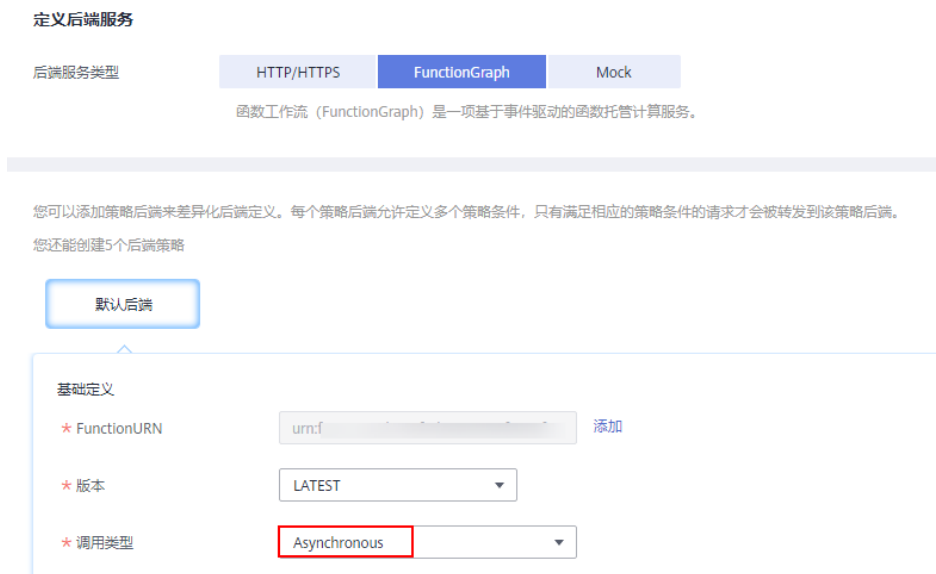 定义后端服务
后端服务类型 HTTP/HTTPS FunctionGraph Mock
函数工作流（FunctionGraph）是一项基于事件驱动的函数托管计算服务。
您可以添加策略后端来差异化后端定义。每个策略后端允许定义多个策略条件，只有满足相应的策略条件的请求才会被转发到该策略后端。
您还能创建5个后端策略
默认后端
基础定义
* FunctionURN urn:f 添加
* 版本 LATEST
* 调用类型 Asynchronous